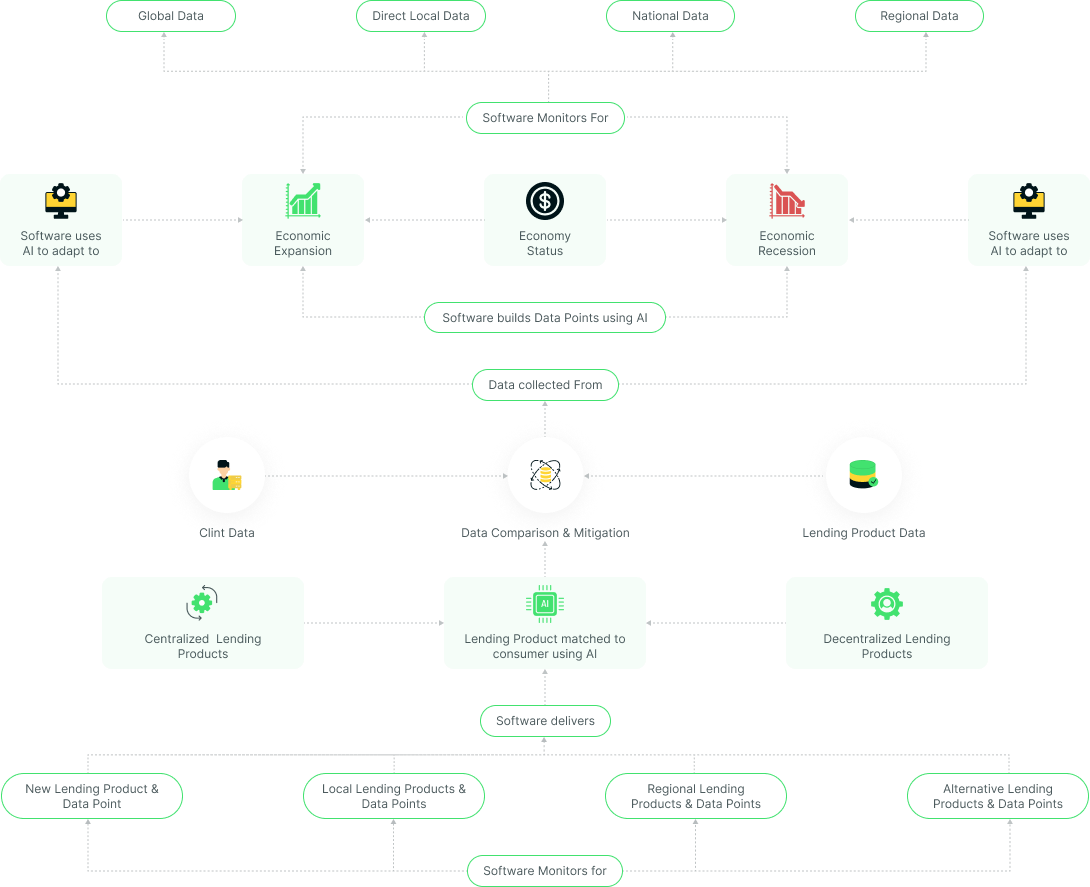 Global Data
Direct Local Data
National Data
Regional Data
Software Monitors For
Software uses
AI to adapt to
Economic
Expansion
Economy
Status
Economic
Recession
Software uses
AI to adapt to
Software builds Data Points using AI
Data collected From
Clint Data
Data Comparison & Mitigation
Lending Product Data
Centralized Lending
Products
AI
Lending Product matched to
consumer using AI
Decentralized Lending
Products
Software delivers
New Lending Product &
Data Point
Local Lending Products &
Data Points
Regional Lending
Products & Data Points
Alternative Lending
Products & Data Points
Software Monitors for